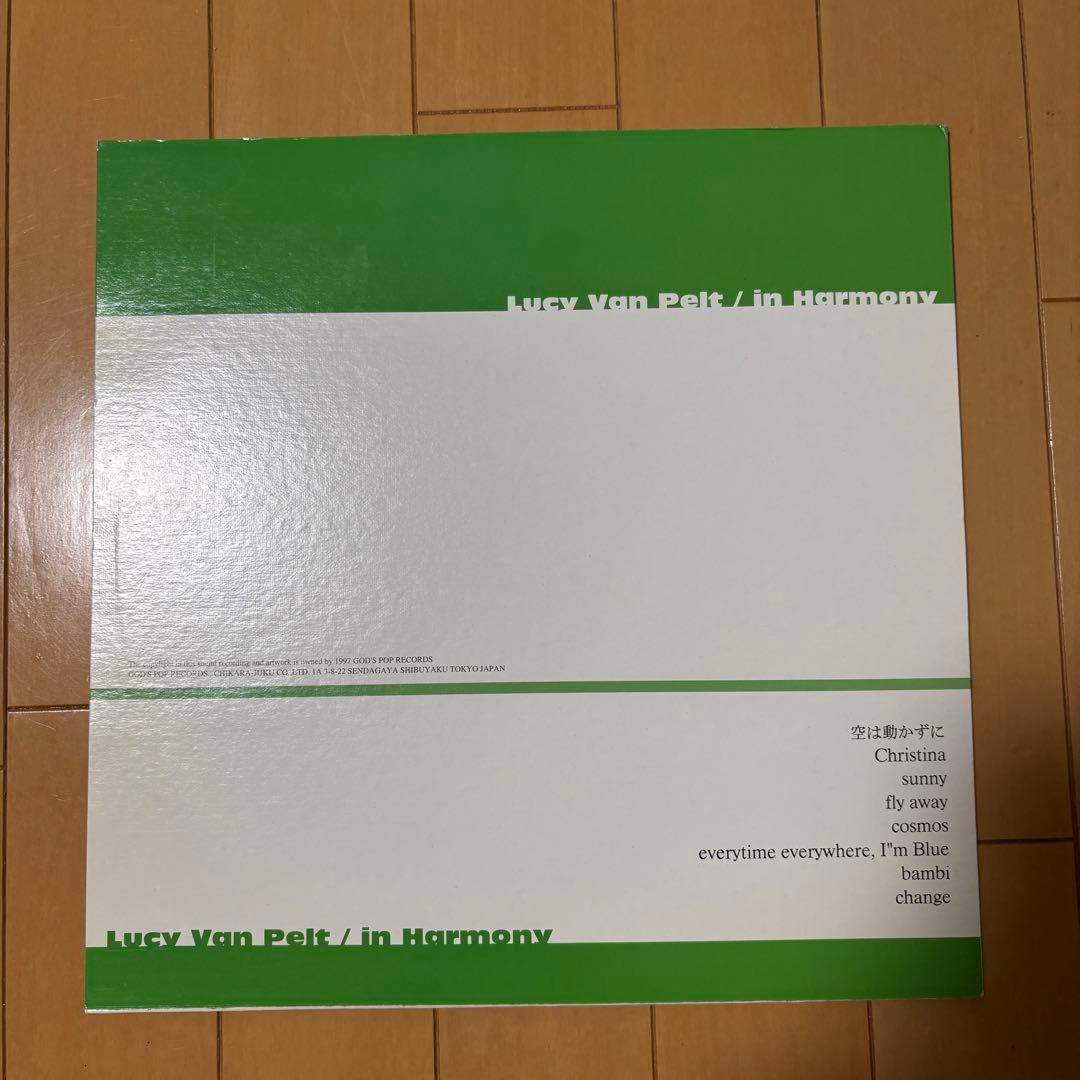 Lucy Van Pelt / in Harmony
The copyright in this sound recording and artwork is owned by 1997 GOD'S POP RECORDS
GOD'S POP RECORDS. CHIKARA-JUKU CO.,LTD. 1A 3-8-22 SENDAGAYA SHIBUYAKU TOKYO JAPAN
空は動かずに
Christina
sunny
fly away
cosmos
everytime everywhere, I"m Blue
bambi
change
Lucy Van Pelt / in Harmony